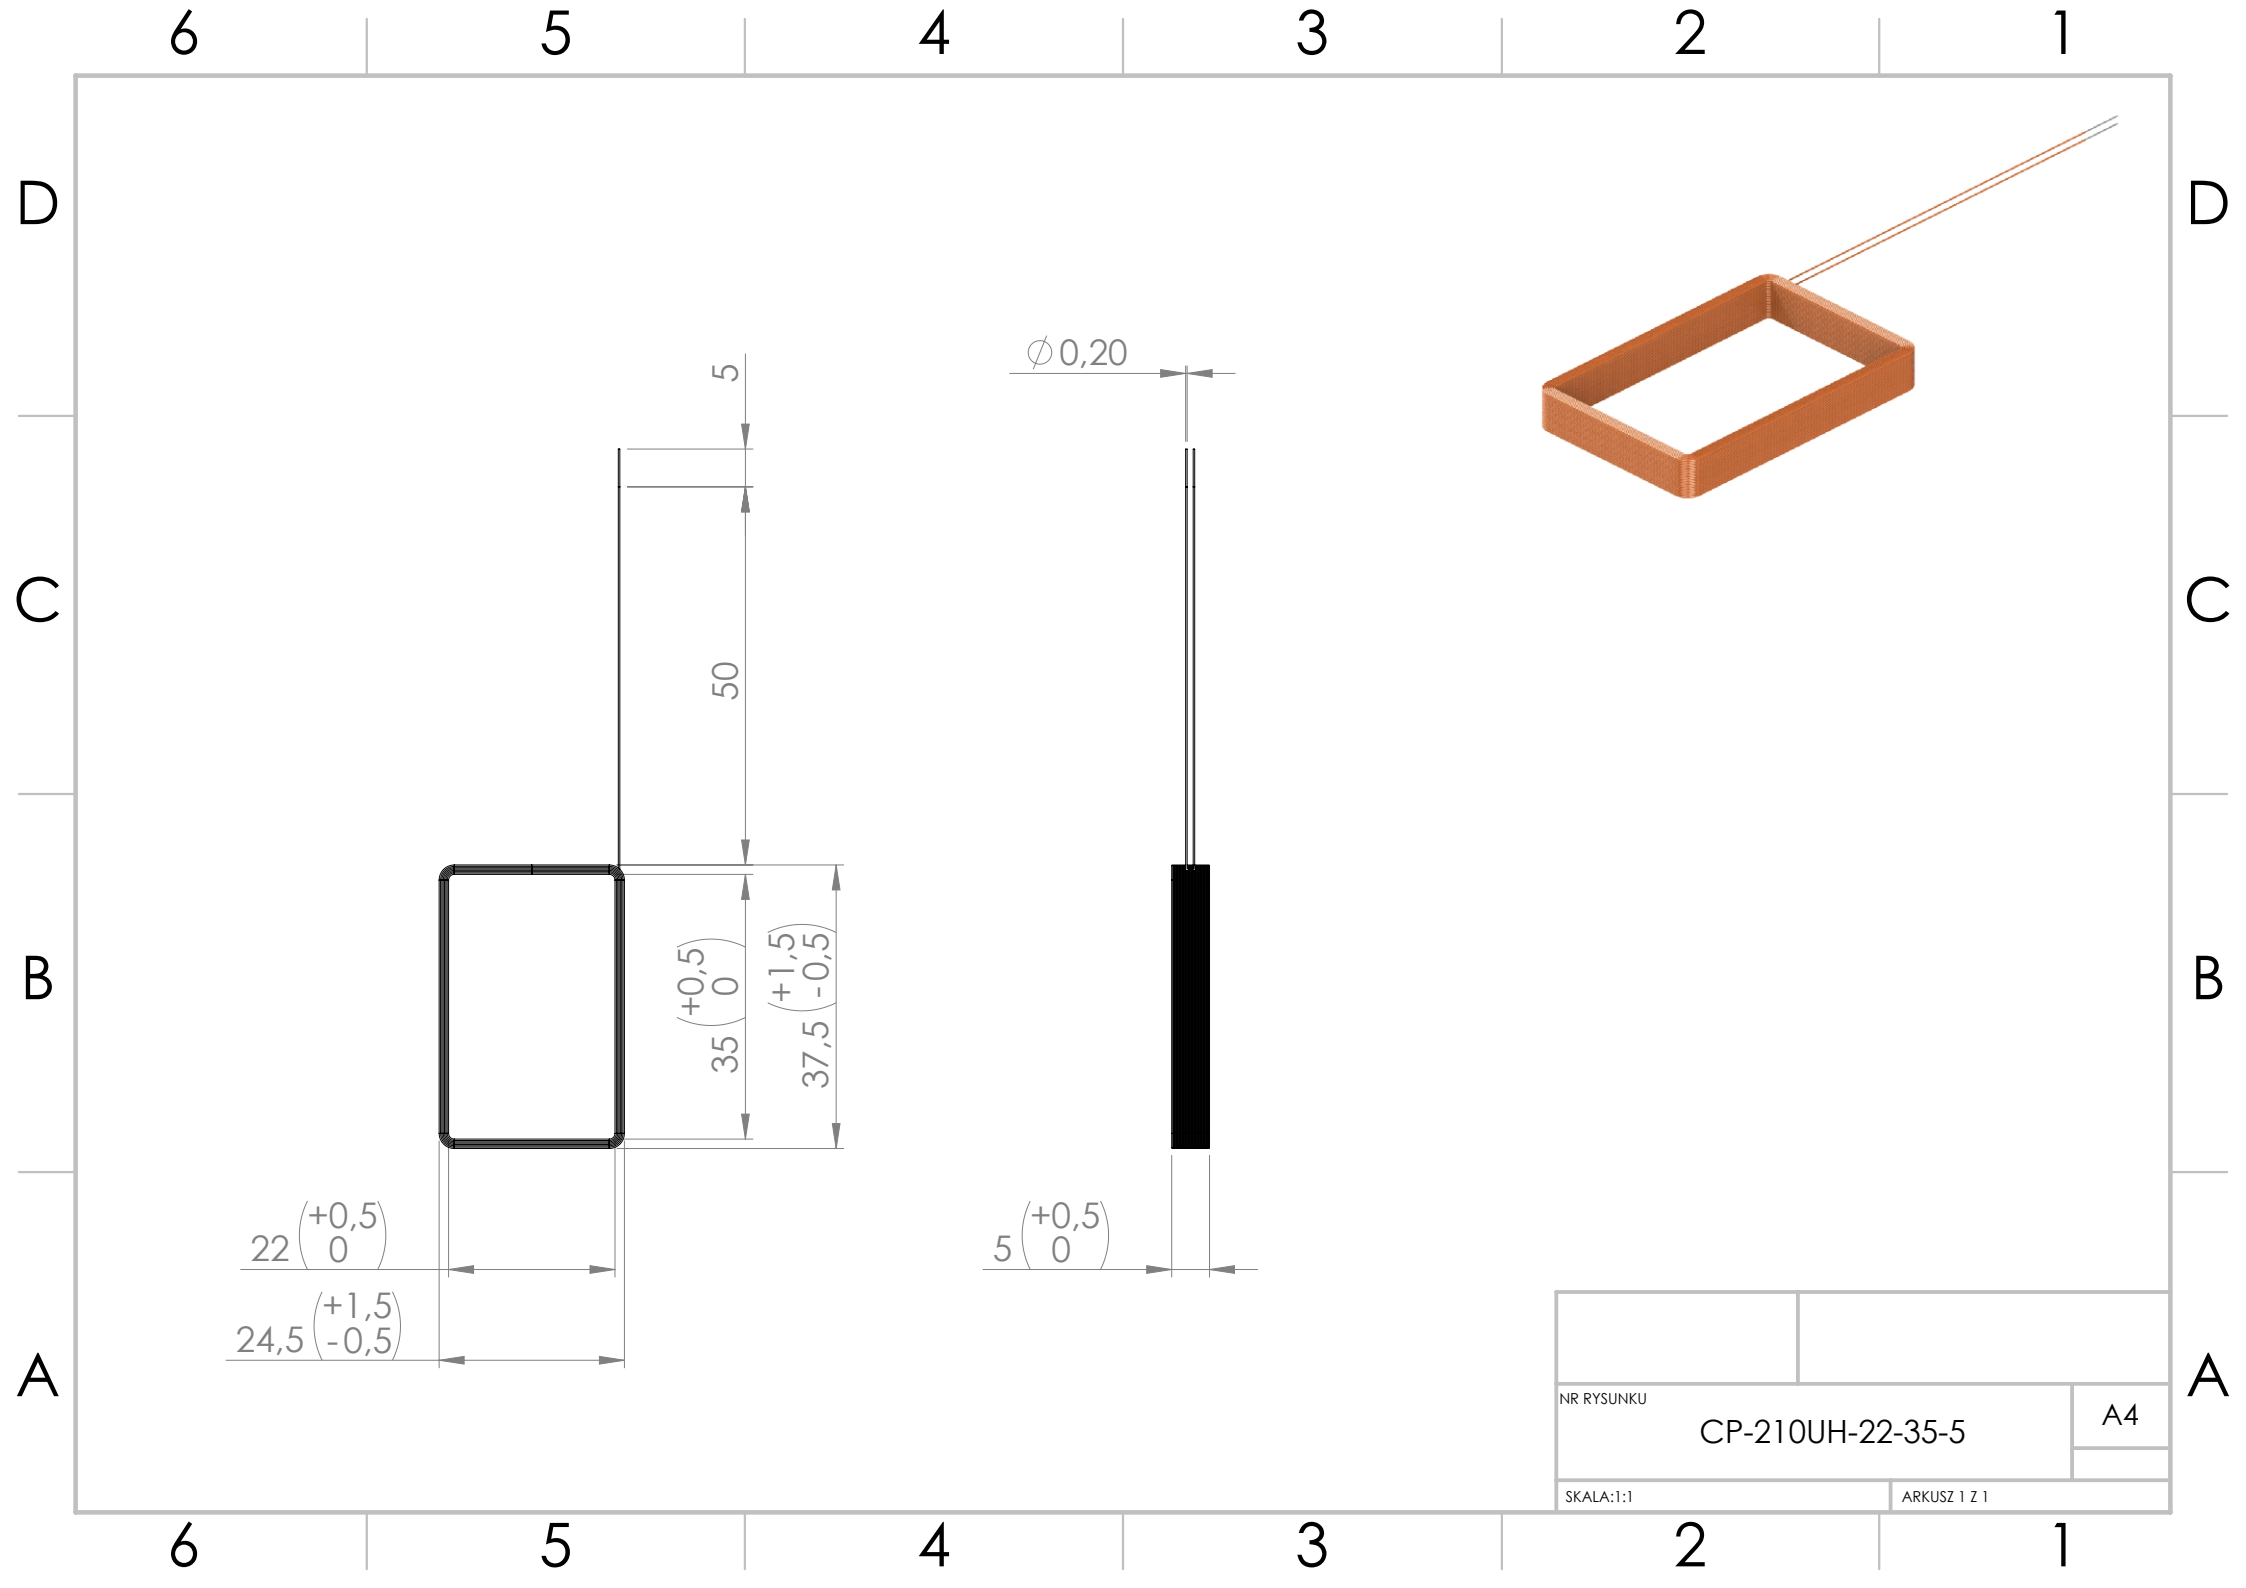 6 5 4 3 2 1
D D
C C
B B
A A
5
50
35 (+0,5 0)
37,5 (+1,5 -0,5)
22 (+0,5 0)
24,5 (+1,5 -0,5)
∅0,20
5 (+0,5 0)
NR RYSUNKU
CP-210UH-22-35-5
A4
SKALA:1:1
ARKUSZ 1 Z 1
6 5 4 3 2 1